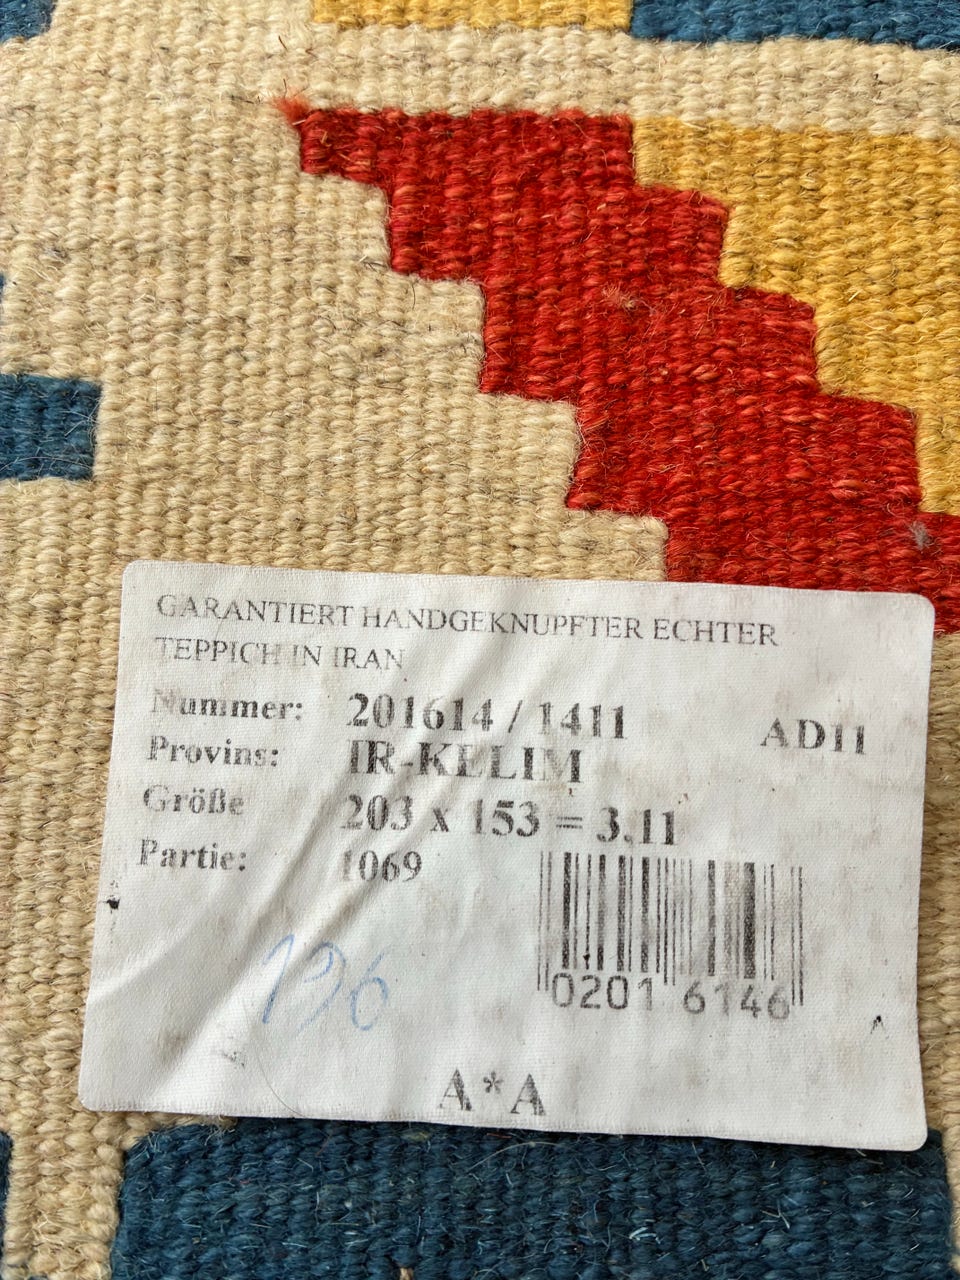 GARANTIERT HANDGEKNUPFTER ECHTER
TEPPICH IN IRAN
Nummer: 201614 / 1411 AD11
Provins: IR-KELIM
Größe 203 x 153 = 3.11
Partie: 1069
0201 6146
196
A*A